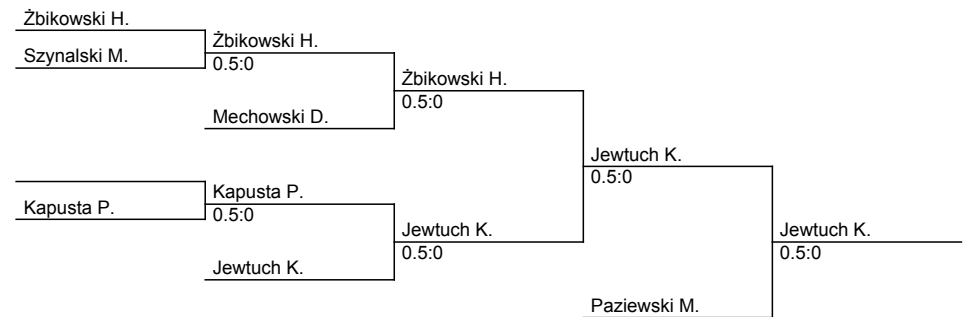 Żbikowski H.
Szynalski M.
Żbikowski H.
0.5:0
Mechowski D.
Żbikowski H.
0.5:0
Kapusta P.
Kapusta P.
0.5:0
Jewtuch K.
Jewtuch K.
0.5:0
Jewtuch K.
0.5:0
Paziewski M.
Jewtuch K.
0.5:0